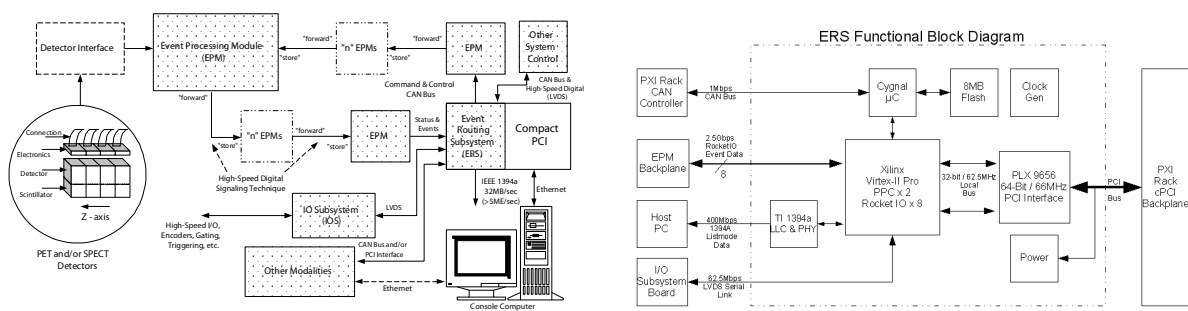 Detector Interface
Event Processing Module
(EPM)
"forward"
"store"
"n" EPMs
"forward"
"store"
EPM
Other
System
Control
Command & Control
CAN Bus
CAN Bus &
High-Speed Digital
(LVDS)
"forward"
"store"
"n" EPMs
"forward"
"store"
EPM
Status &
Events
Event
Routing
Subsystem
(ERS)
Compact
PCI
Connection
Electronics
Detector
Scintillator
Z - axis
PET and/or SPECT
Detectors
High-Speed Digital
Signaling Technique
IEEE 1394a
32MB/sec
(>5ME/sec)
Ethernet
IO Subsystem
(IOS)
LVDS
High-Speed I/O,
Encoders, Gating,
Triggering, etc.
CAN Bus and/or
PCI Interface
Other Modalities
Ethernet
Console Computer
ERS Functional Block Diagram
PXI Rack
CAN
Controller
1Mbps
CAN Bus
Cygnal
µC
8MB
Flash
Clock
Gen
EPM
Backplane
2.5Gbps
RocketIO
Event Data
8
Xilinx
Virtex-II Pro
PPC x 2
Rocket IO x 8
32-bit / 62.5MHz
Local
Bus
PLX 9656
64-Bit / 66MHz
PCI Interface
PCI
Bus
PXI
Rack
cPCI
Backplane
Host
PC
400Mbps
1394A
Listmode
Data
TI 1394a
LLC & PHY
Power
I/O
Subsystem
Board
62.5Mbps
LVDS Serial
Link